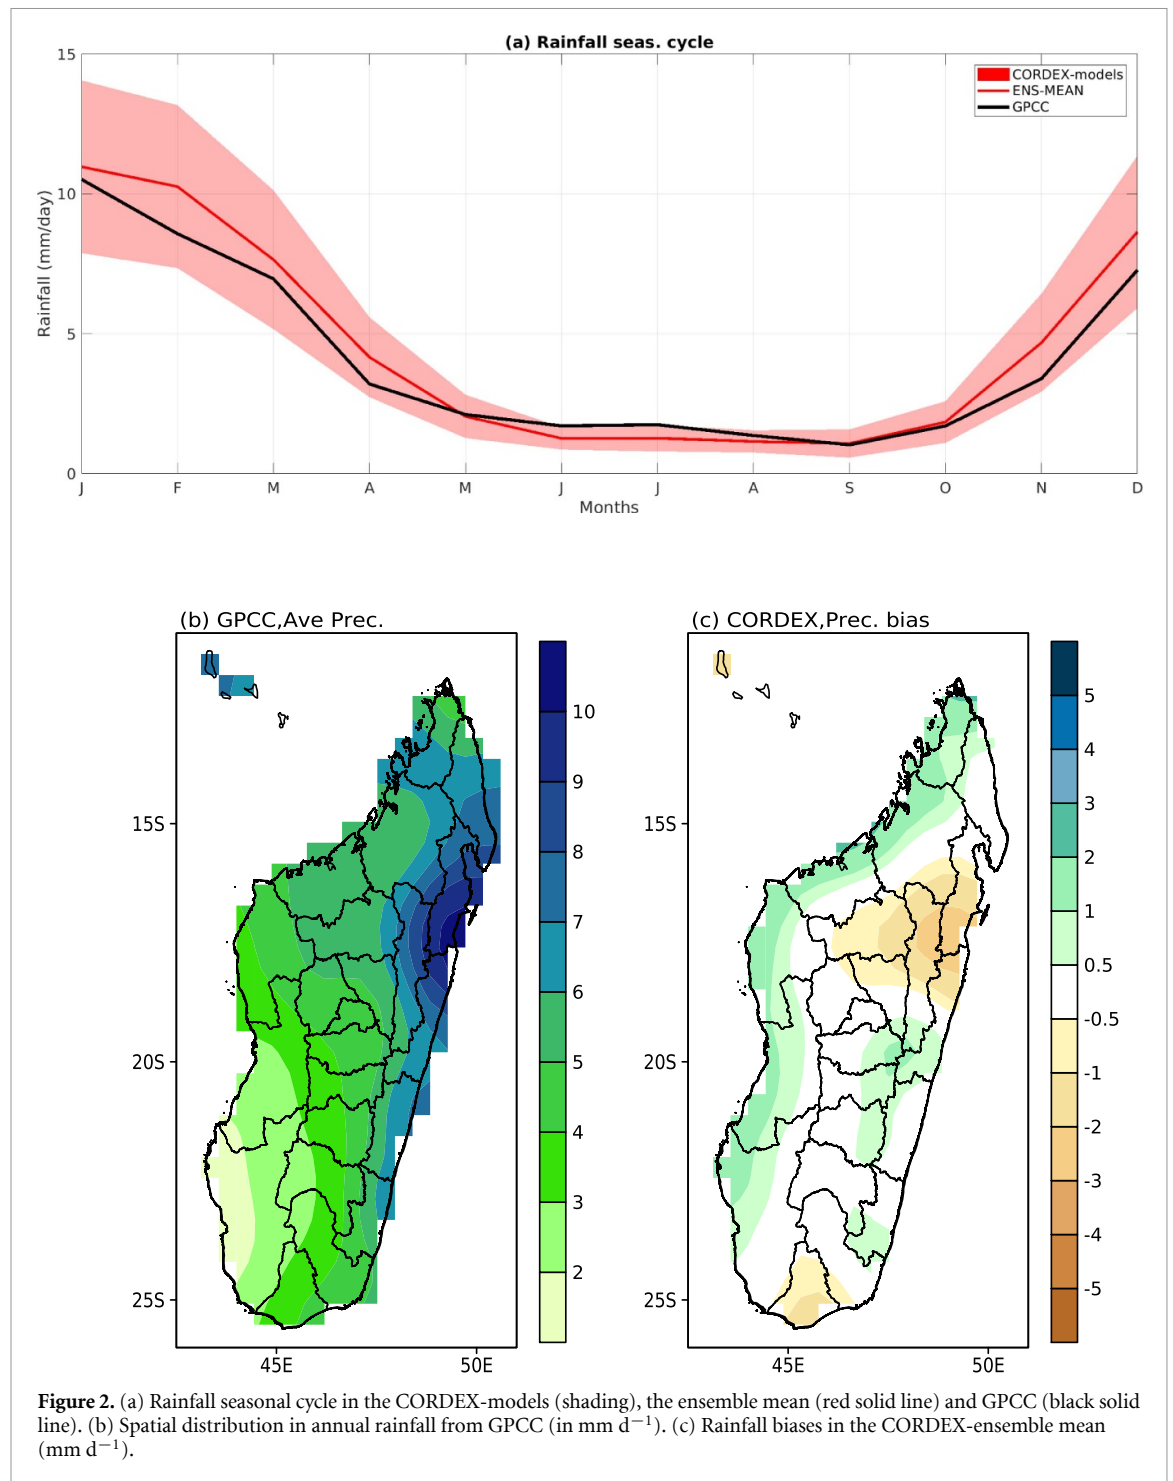 (a) Rainfall seas. cycle
15
10
5
0
Rainfall (mm/day)
CORDEX-models
ENS-MEAN
GPCC
J F M A M J J A S O N D
Months
(b) GPCC,Ave Prec.
15S
20S
25S
45E 50E
10
9
8
7
6
5
4
3
2
(c) CORDEX,Prec. bias
15S
20S
25S
45E 50E
5
4
3
2
1
0.5
-0.5
-1
-2
-3
-4
-5
Figure 2. (a) Rainfall seasonal cycle in the CORDEX-models (shading), the ensemble mean (red solid line) and GPCC (black solid
line). (b) Spatial distribution in annual rainfall from GPCC (in mm d−1). (c) Rainfall biases in the CORDEX-ensemble mean
(mm d−1).